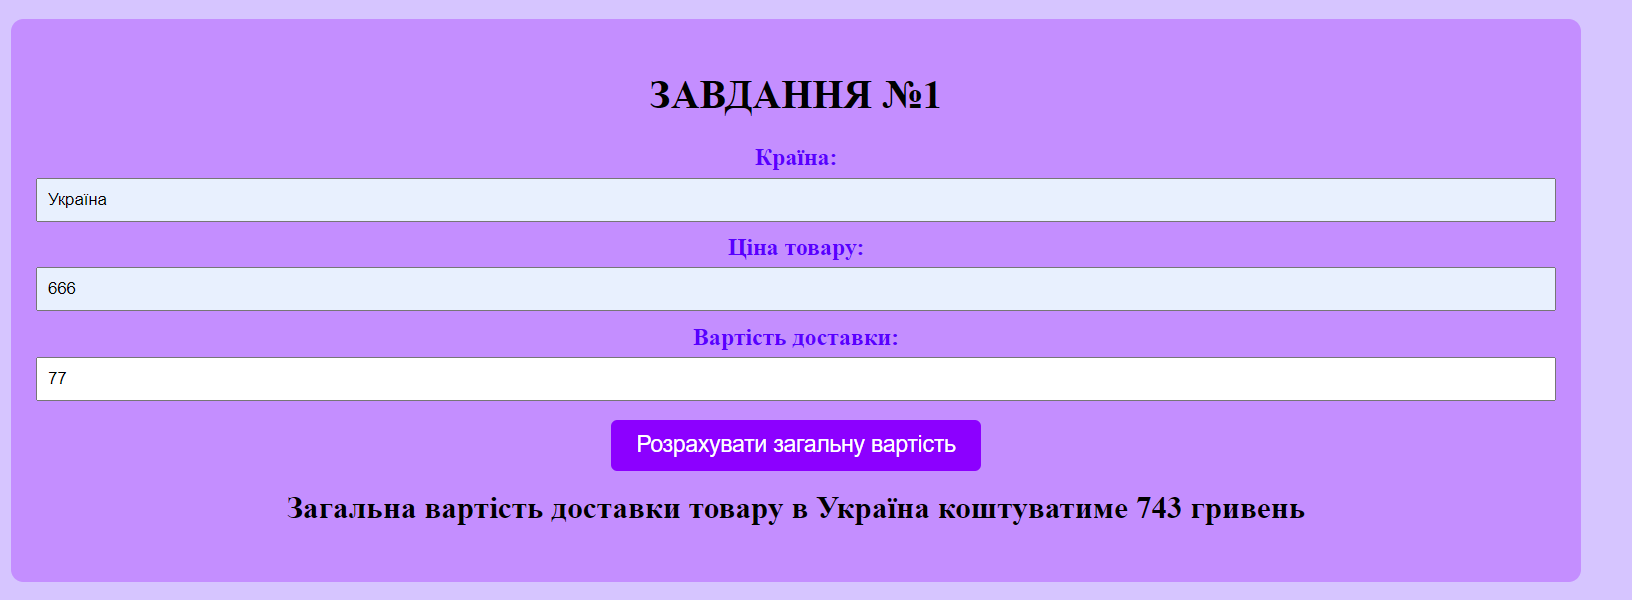 ЗАВДАННЯ №1
Країна:
Україна
Ціна товару:
666
Вартість доставки:
77
Розрахувати загальну вартість
Загальна вартість доставки товару в Україна коштуватиме 743 гривень